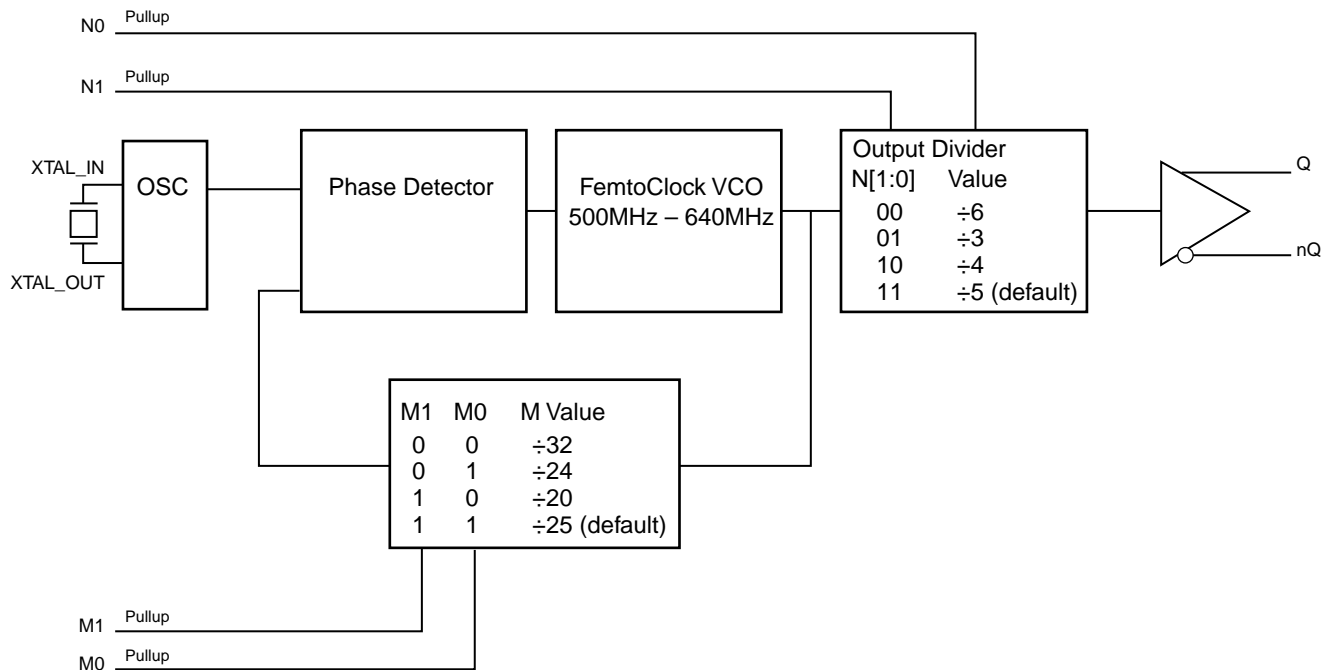 N0 Pullup
N1 Pullup
XTAL_IN
XTAL_OUT
OSC
Phase Detector
FemtoClock VCO
500MHz – 640MHz
Output Divider
N[1:0] Value
00 ÷6
01 ÷3
10 ÷4
11 ÷5 (default)
Q
nQ
M1 M0 M Value
0 0 ÷32
0 1 ÷24
1 0 ÷20
1 1 ÷25 (default)
M1 Pullup
M0 Pullup